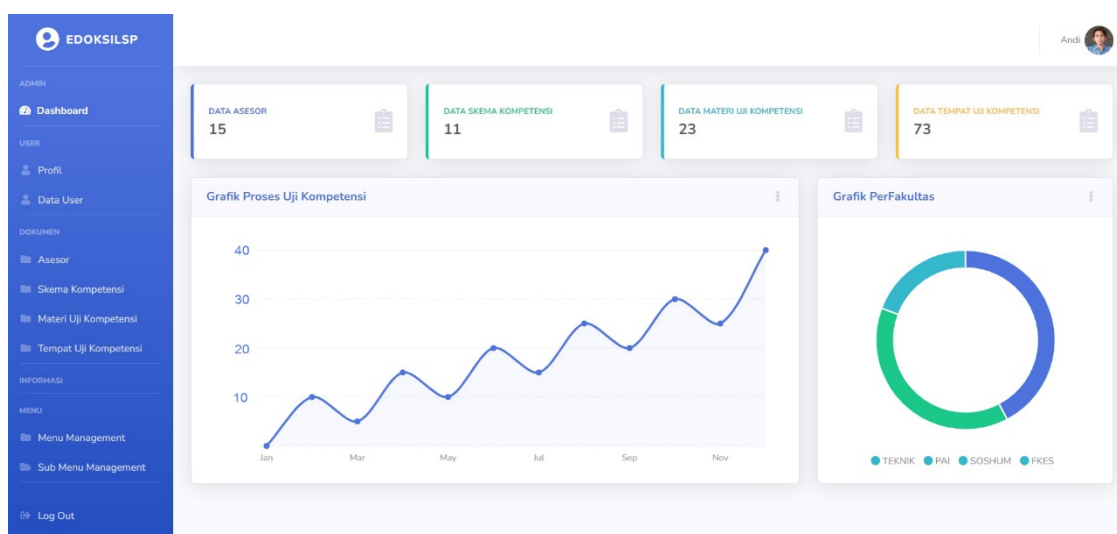 EDOKSILSP
Andi
ADMIN
Dashboard
USER
Profil
Data User
DOKUMEN
Asesor
Skema Kompetensi
Materi Uji Kompetensi
Tempat Uji Kompetensi
INFORMASI
MENU
Menu Management
Sub Menu Management
Log Out
DATA ASESOR
15
DATA SKEMA KOMPETENSI
11
DATA MATERI UJI KOMPETENSI
23
DATA TEMPAT UJI KOMPETENSI
73
Grafik Proses Uji Kompetensi
40
30
20
10
Jan Mar May Jul Sep Nov
Grafik PerFakultas
TEKNIK PAI SOSHUM FKES